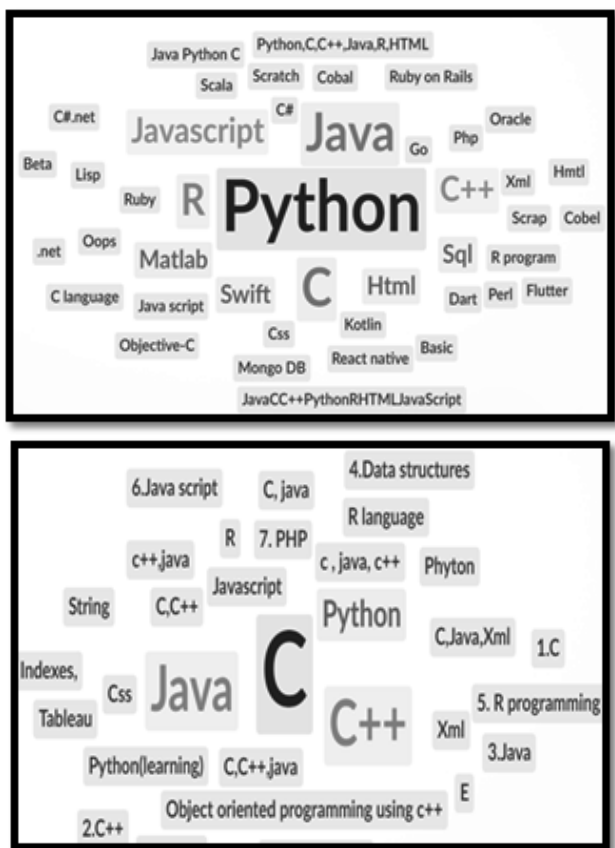 Python,C,C++,Java,R,HTML
Java Python C
Scratch
Cobal
Ruby on Rails
Scala
C#
C#.net
Javascript
Java
Oracle
Php
Go
Beta
Lisp
Hmtl
Xml
Ruby
R
Python
C++
Scrap
Cobel
.net
Oops
Matlab
Sql
R program
C language
Java script
Swift
C
Html
Dart
Perl
Flutter
Objective-C
Css
Kotlin
Mongo DB
React native
Basic
JavaCC++PythonRHTMLJavaScript
4.Data structures
6.Java script
C, java
R language
R
7. PHP
c++,java
c , java, c++
Phyton
Javascript
String
C,C++
Python
C
C,Java,Xml
1.C
Indexes,
Css
Java
C++
Tableau
5. R programming
Xml
3.Java
Python(learning)
C,C++,java
E
Object oriented programming using c++
2.C++